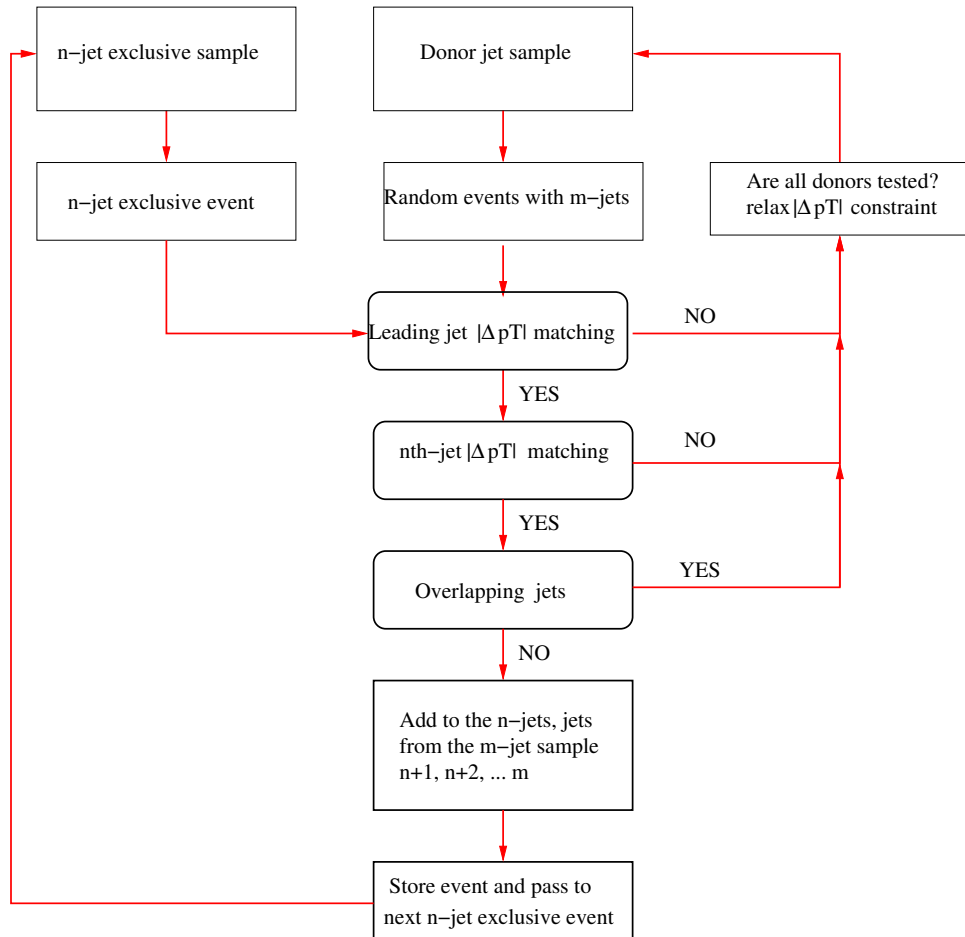 n−jet exclusive sample
Donor jet sample
n−jet exclusive event
Random events with m−jets
Are all donors tested?
relax |Δ pT| constraint
Leading jet |Δ pT| matching
NO
YES
nth−jet |Δ pT| matching
NO
YES
Overlapping jets
YES
NO
Add to the n−jets, jets
from the m−jet sample
n+1, n+2, ... m
Store event and pass to
next n−jet exclusive event